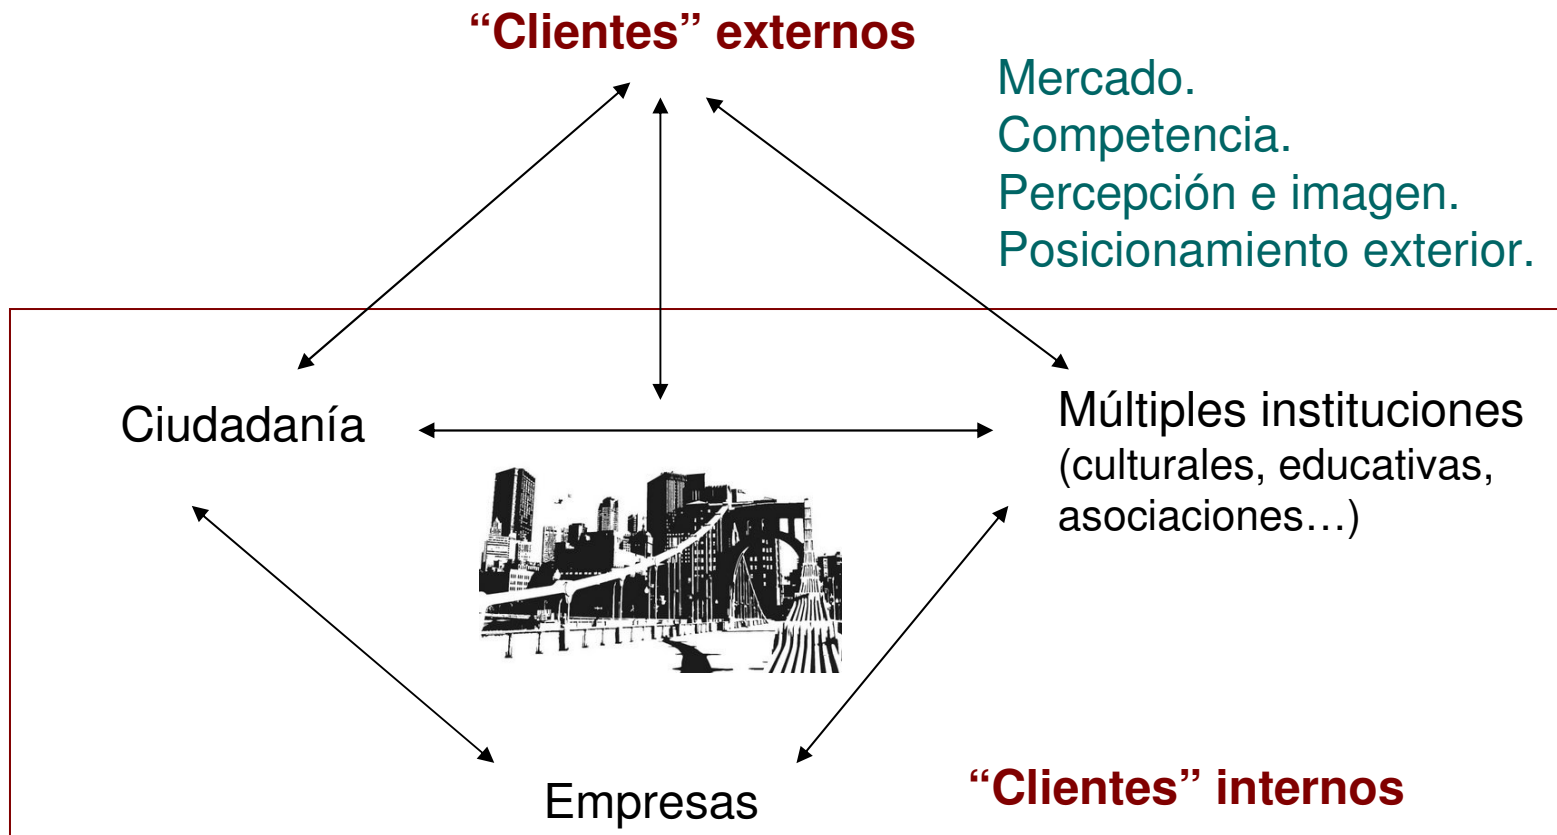 “Clientes” externos
Mercado.
Competencia.
Percepción e imagen.
Posicionamiento exterior.
Ciudadanía
Múltiples instituciones
(culturales, educativas,
asociaciones…)
Empresas
“Clientes” internos